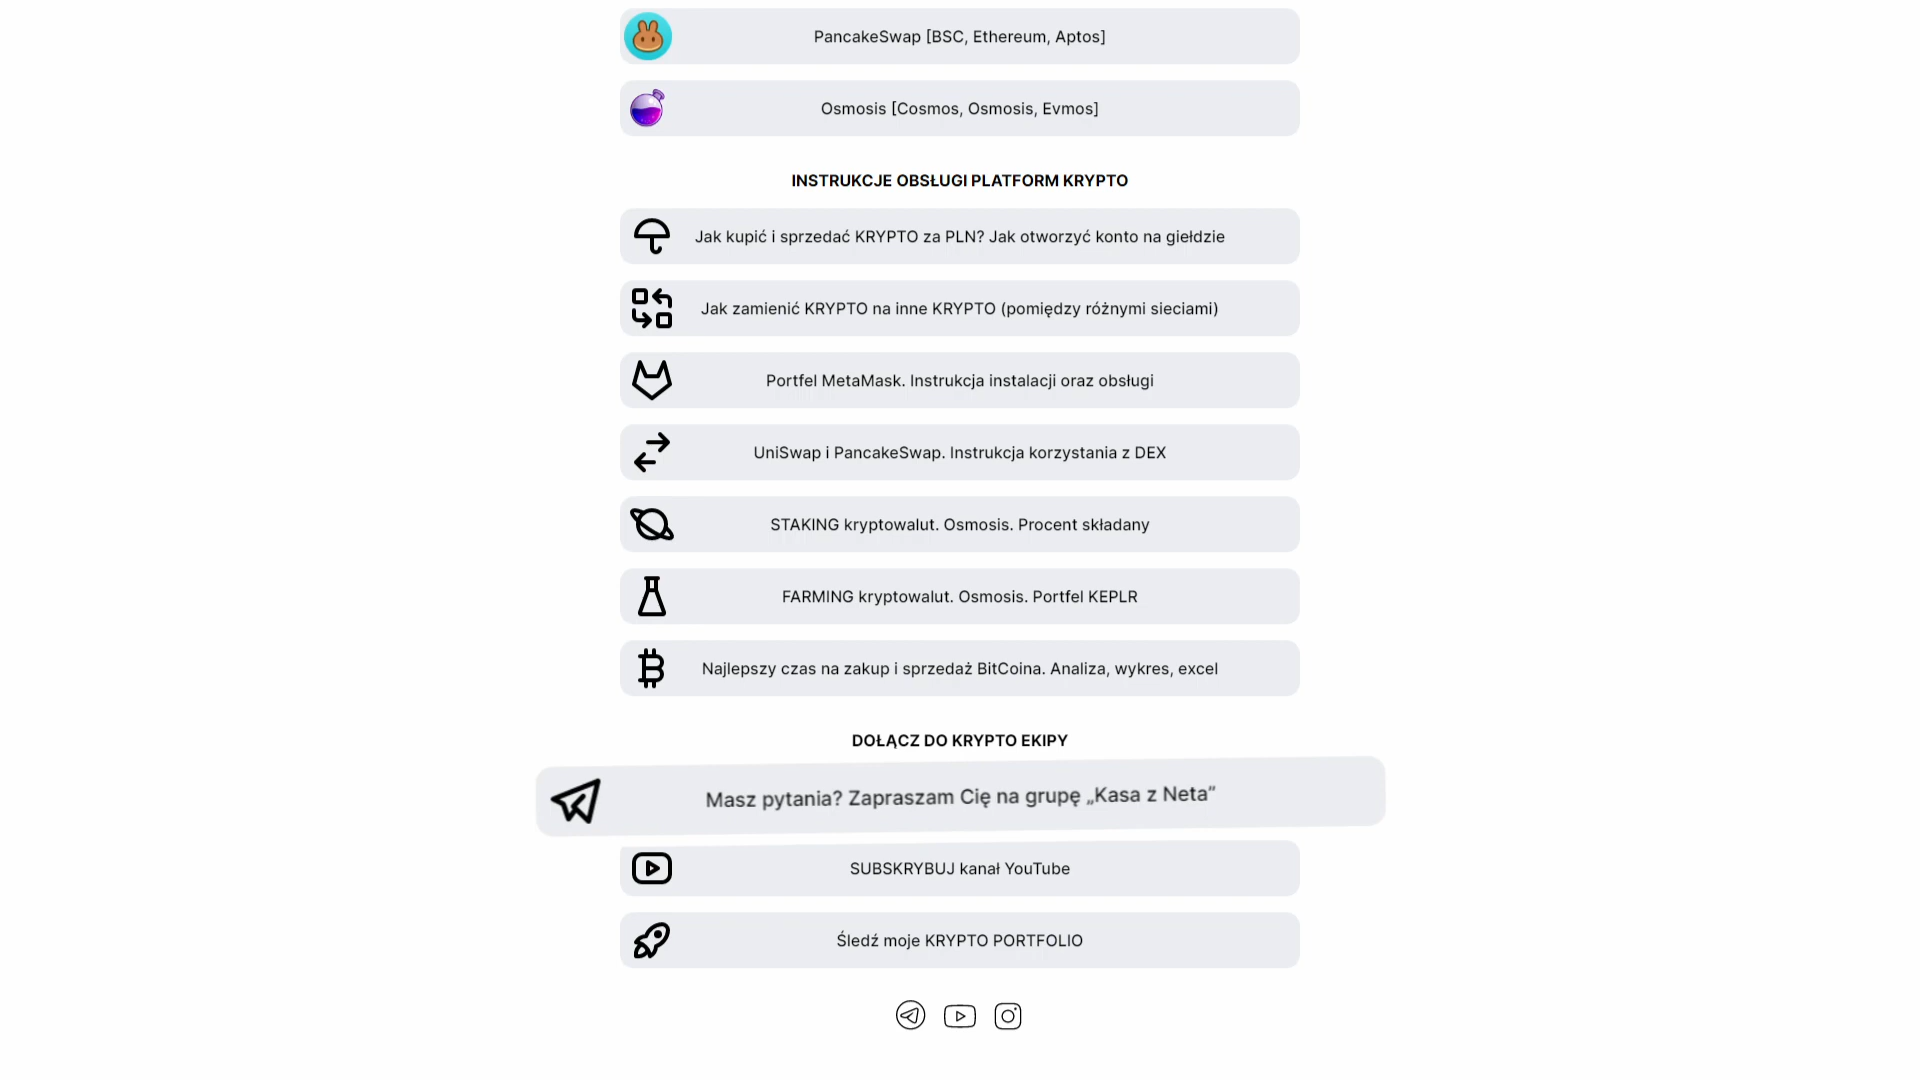 PancakeSwap [BSC, Ethereum, Aptos]
Osmosis [Cosmos, Osmosis, Evmos]
INSTRUKCJE OBSŁUGI PLATFORM KRYPTO
Jak kupić i sprzedać KRYPTO za PLN? Jak otworzyć konto na giełdzie
Jak zamienić KRYPTO na inne KRYPTO (pomiędzy różnymi sieciami)
Portfel MetaMask. Instrukcja instalacji oraz obsługi
UniSwap i PancakeSwap. Instrukcja korzystania z DEX
STAKING kryptowalut. Osmosis. Procent składany
FARMING kryptowalut. Osmosis. Portfel KEPLR
Najlepszy czas na zakup i sprzedaż BitCoina. Analiza, wykres, excel
DOŁĄCZ DO KRYPTO EKIPY
Masz pytania? Zapraszam Cię na grupę „Kasa z Neta”
SUBSKRYBUJ kanał YouTube
Śledź moje KRYPTO PORTFOLIO